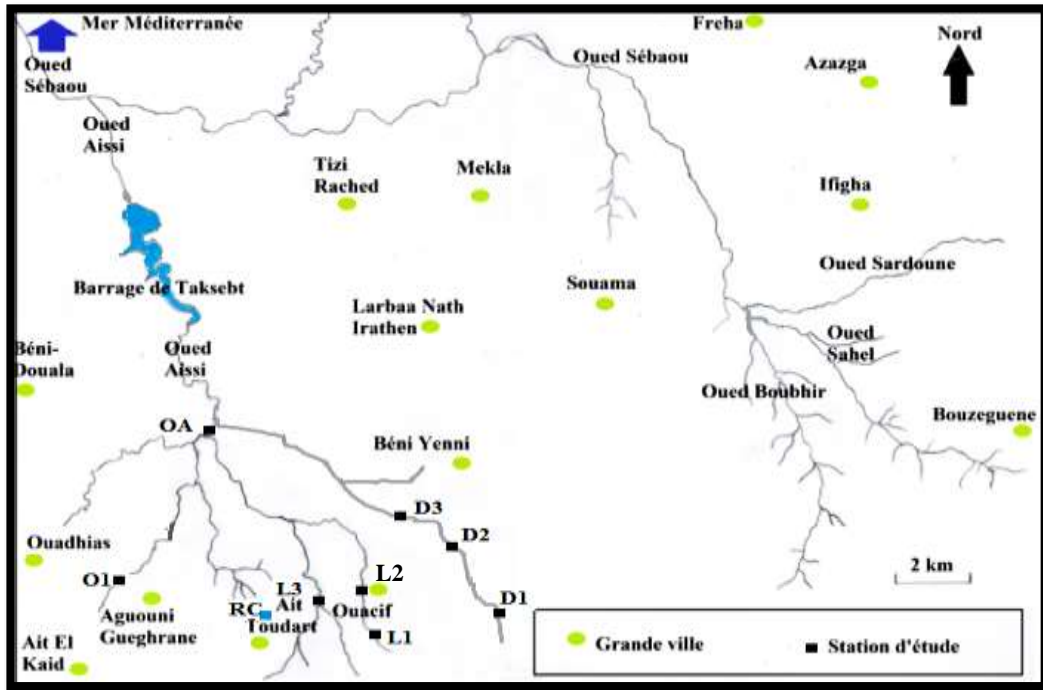 Mer Méditerranée
Freha
Nord
Oued
Sébaou
Oued Sébaou
Azazga
Oued
Aissi
Tizi
Rached
Mekla
Ifigha
Oued Sardoune
Barrage de Taksebt
Souama
Larbaa Nath
Irathen
Oued
Sahel
Oued
Aissi
Béni-
Douala
Oued Boubhir
Bouzeguene
OA
Béni Yenni
D3
D2
Ouadhias
O1
L2
2 km
L3
RC
Ait
Toudart
Ouacif
D1
Aguouni
Gueghrane
L1
Ait El
Kaid
Grande ville
Station d'étude